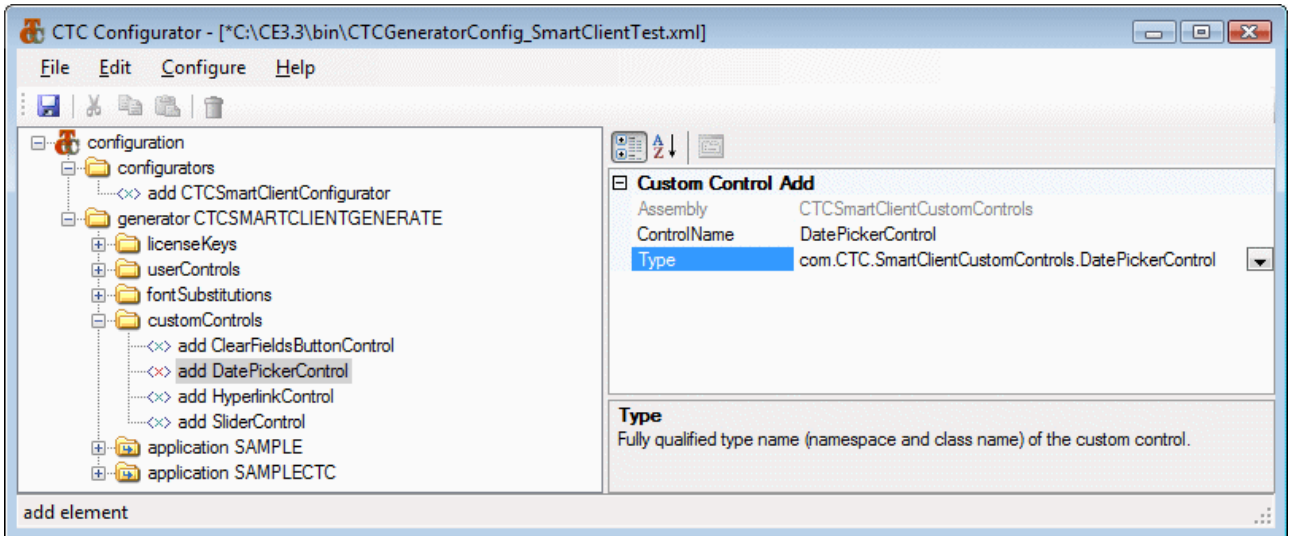 CTC Configurator - [*C:\CE3.3\bin\CTCGeneratorConfig_SmartClientTest.xml]
File Edit Configure Help
configuration
configurators
<x> add CTCSmartClientConfigurator
generator CTCSMARTCLIENTGENERATE
licenseKeys
userControls
fontSubstitutions
customControls
<x> add ClearFieldsButtonControl
<x> add DatePickerControl
<x> add HyperlinkControl
<x> add SliderControl
application SAMPLE
application SAMPLECTC
Custom Control Add
Assembly CTCSmartClientCustomControls
ControlName DatePickerControl
Type com.CTC.SmartClientCustomControls.DatePickerControl
Type
Fully qualified type name (namespace and class name) of the custom control.
add element